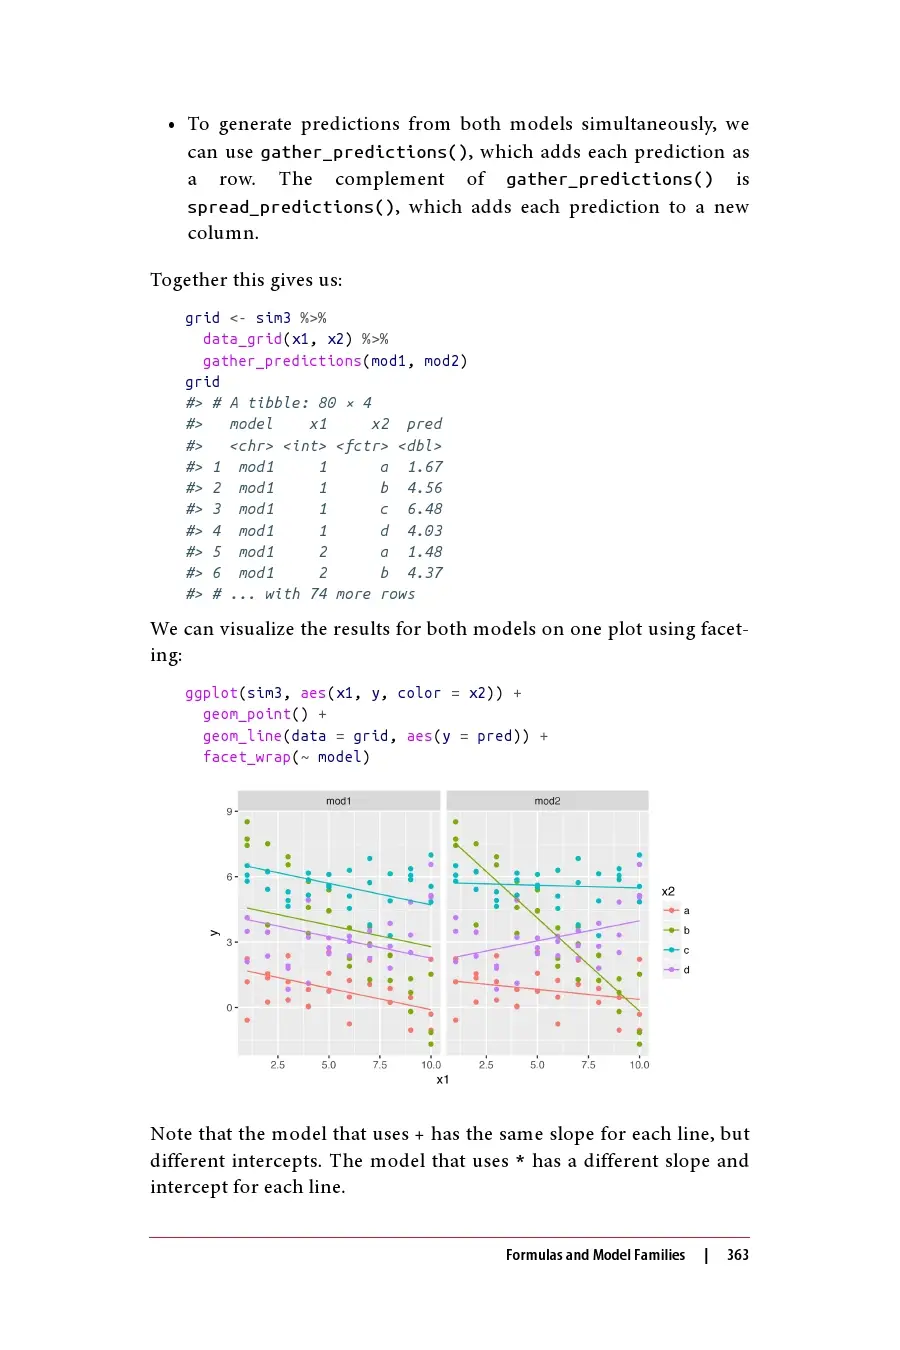 • To generate predictions from both models simultaneously, we
can use gather_predictions(), which adds each prediction as
a row. The complement of gather_predictions() is
spread_predictions(), which adds each prediction to a new
column.
Together this gives us:
grid <- sim3 %>%
  data_grid(x1, x2) %>%
  gather_predictions(mod1, mod2)
grid
#> # A tibble: 80 × 4
#>   model    x1     x2  pred
#>   <chr> <int> <fctr> <dbl>
#> 1  mod1     1      a  1.67
#> 2  mod1     1      b  4.56
#> 3  mod1     1      c  6.48
#> 4  mod1     1      d  4.03
#> 5  mod1     2      a  1.48
#> 6  mod1     2      b  4.37
#> # ... with 74 more rows
We can visualize the results for both models on one plot using facet-
ing:
ggplot(sim3, aes(x1, y, color = x2)) +
  geom_point() +
  geom_line(data = grid, aes(y = pred)) +
  facet_wrap(~ model)
mod1 mod2
9
6
3
0
y
2.5 5.0 7.5 10.0 2.5 5.0 7.5 10.0
x1
x2
a
b
c
d
Note that the model that uses + has the same slope for each line, but
different intercepts. The model that uses * has a different slope and
intercept for each line.
Formulas and Model Families | 363